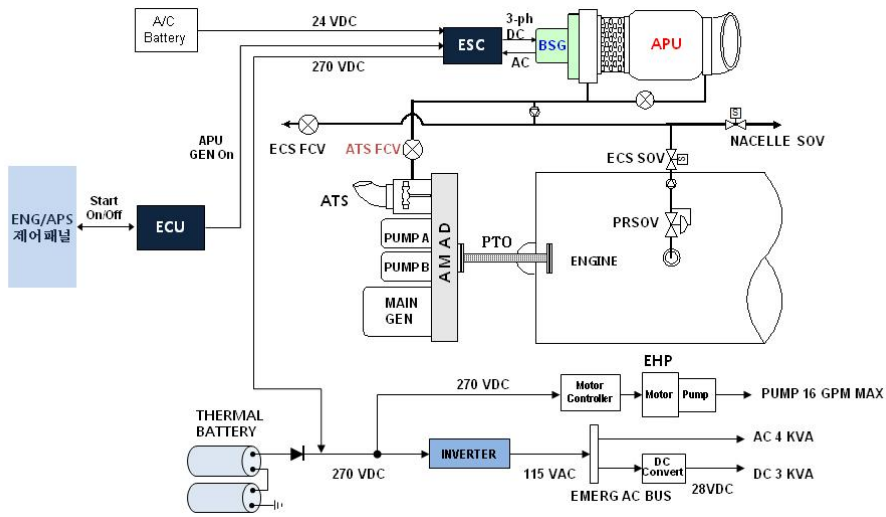 A/C
Battery
24 VDC
270 VDC
ESC
3-ph
DC
AC
BSG
APU
APU
GEN On
ECS FCV
ATS FCV
NACELLE SOV
S
ECS SOV
S
ENG/APS
제어패널
Start
On/Off
ECU
ATS
PUMP A
PUMP B
MAIN
GEN
AMAD
PTO
PRSOV
ENGINE
EHP
270 VDC
Motor
Controller
Motor
Pump
PUMP 16 GPM MAX
THERMAL
BATTERY
270 VDC
INVERTER
115 VAC
EMERG AC BUS
DC
Convert
28VDC
AC 4 KVA
DC 3 KVA